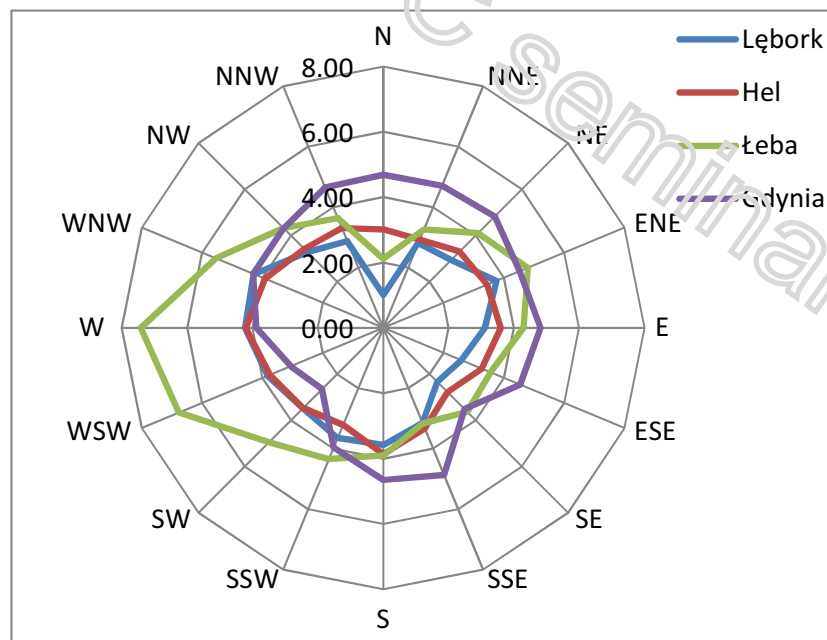 N
NNE
NE
ENE
E
ESE
SE
SSE
S
SSW
SW
WSW
W
WNW
NW
NNW
8.00
6.00
4.00
2.00
0.00
Lębork
Hel
Łeba
Gdynia
C seminar